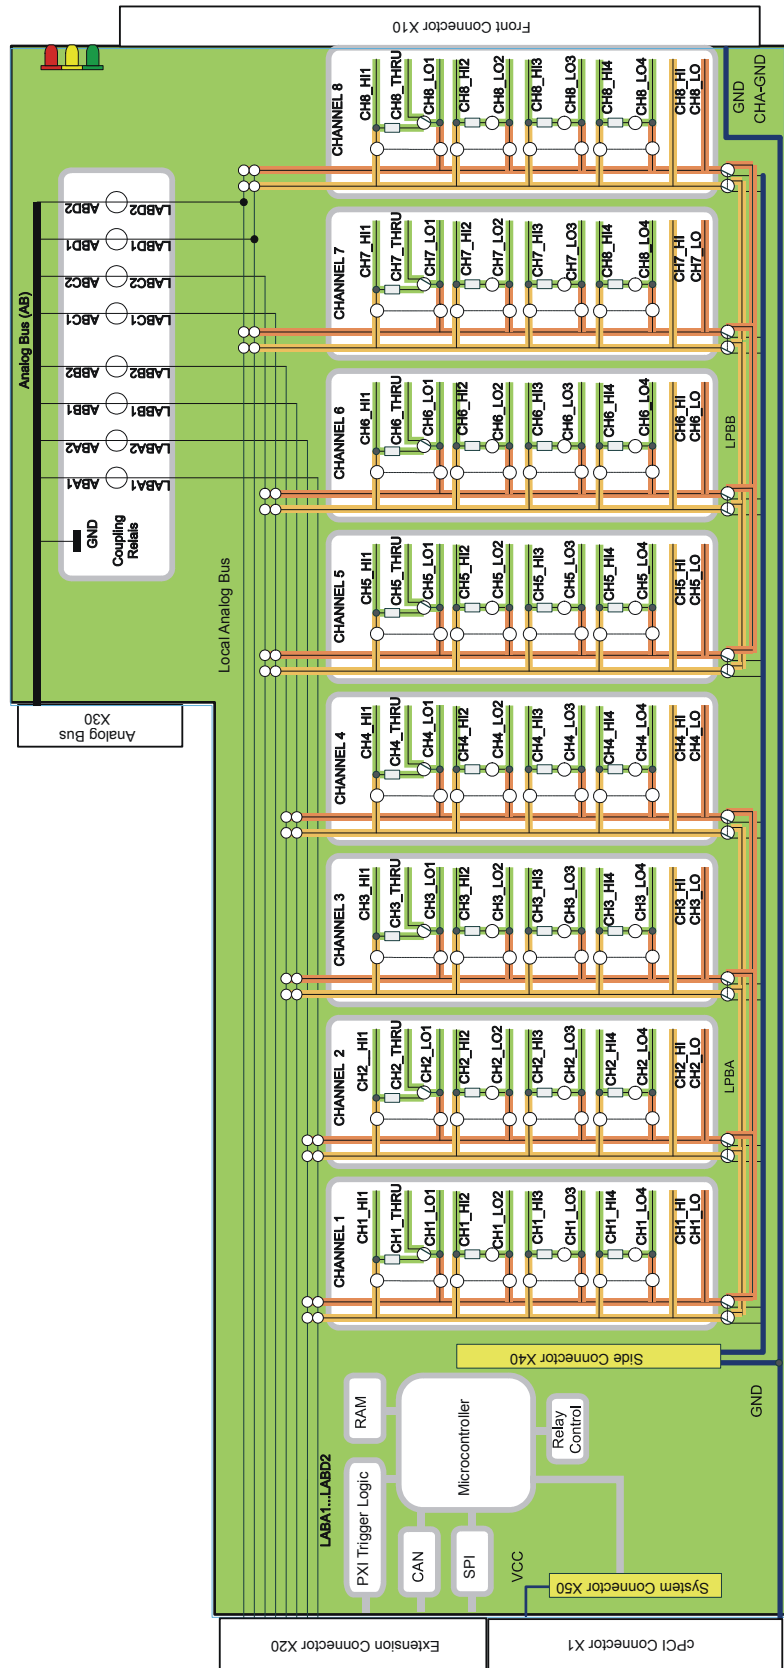 Front Connector X10
CHANNEL 8
CH8_HI1
CH8_THRU
CH8_LO1
CH8_HI2
CH8_LO2
CH8_HI3
CH8_LO3
CH8_HI4
CH8_LO4
CH8_HI
CH8_LO
GND
CHA-GND
Analog Bus (AB)
ABD2
LABD2
ABD1
LABD1
ABC2
LABC2
ABC1
LABC1
ABB2
LABB2
ABB1
LABB1
ABA2
LABA2
ABA1
LABA1
GND
Coupling
Relais
Local Analog Bus
Analog Bus
X30
CHANNEL 7
CH7_HI1
CH7_THRU
CH7_LO1
CH7_HI2
CH7_LO2
CH7_HI3
CH7_LO3
CH8_HI4
CH8_LO4
CH7_HI
CH7_LO
CHANNEL 6
CH6_HI1
CH6_THRU
CH6_LO1
CH6_HI2
CH6_LO2
CH6_HI3
CH6_LO3
CH6_HI4
CH6_LO4
CH6_HI
CH6_LO
LPBB
CHANNEL 5
CH5_HI1
CH5_THRU
CH5_LO1
CH5_HI2
CH5_LO2
CH5_HI3
CH5_LO3
CH5_HI4
CH5_LO4
CH5_HI
CH5_LO
CHANNEL 4
CH4_HI1
CH4_THRU
CH4_LO1
CH4_HI2
CH4_LO2
CH4_HI3
CH4_LO3
CH4_HI4
CH4_LO4
CH4_HI
CH4_LO
CHANNEL 3
CH3_HI1
CH3_THRU
CH3_LO1
CH3_HI2
CH3_LO2
CH3_HI3
CH3_LO3
CH3_HI4
CH3_LO4
CH3_HI
CH3_LO
CHANNEL 2
CH2__HI1
CH2_THRU
CH2_LO1
CH2_HI2
CH2_LO2
CH2_HI3
CH2_LO3
CH2_HI4
CH2_LO4
CH2_HI
CH2_LO
LPBA
CHANNEL 1
CH1_HI1
CH1_THRU
CH1_LO1
CH1_HI2
CH1_LO2
CH1_HI3
CH1_LO3
CH1_HI4
CH1_LO4
CH1_HI
CH1_LO
Side Connector X40
GND
LABA1...LABD2
RAM
Microcontroller
Relay
Control
PXI Trigger Logic
CAN
SPI
VCC
System Connector X50
Extension Connector X20
cPCI Connector X1